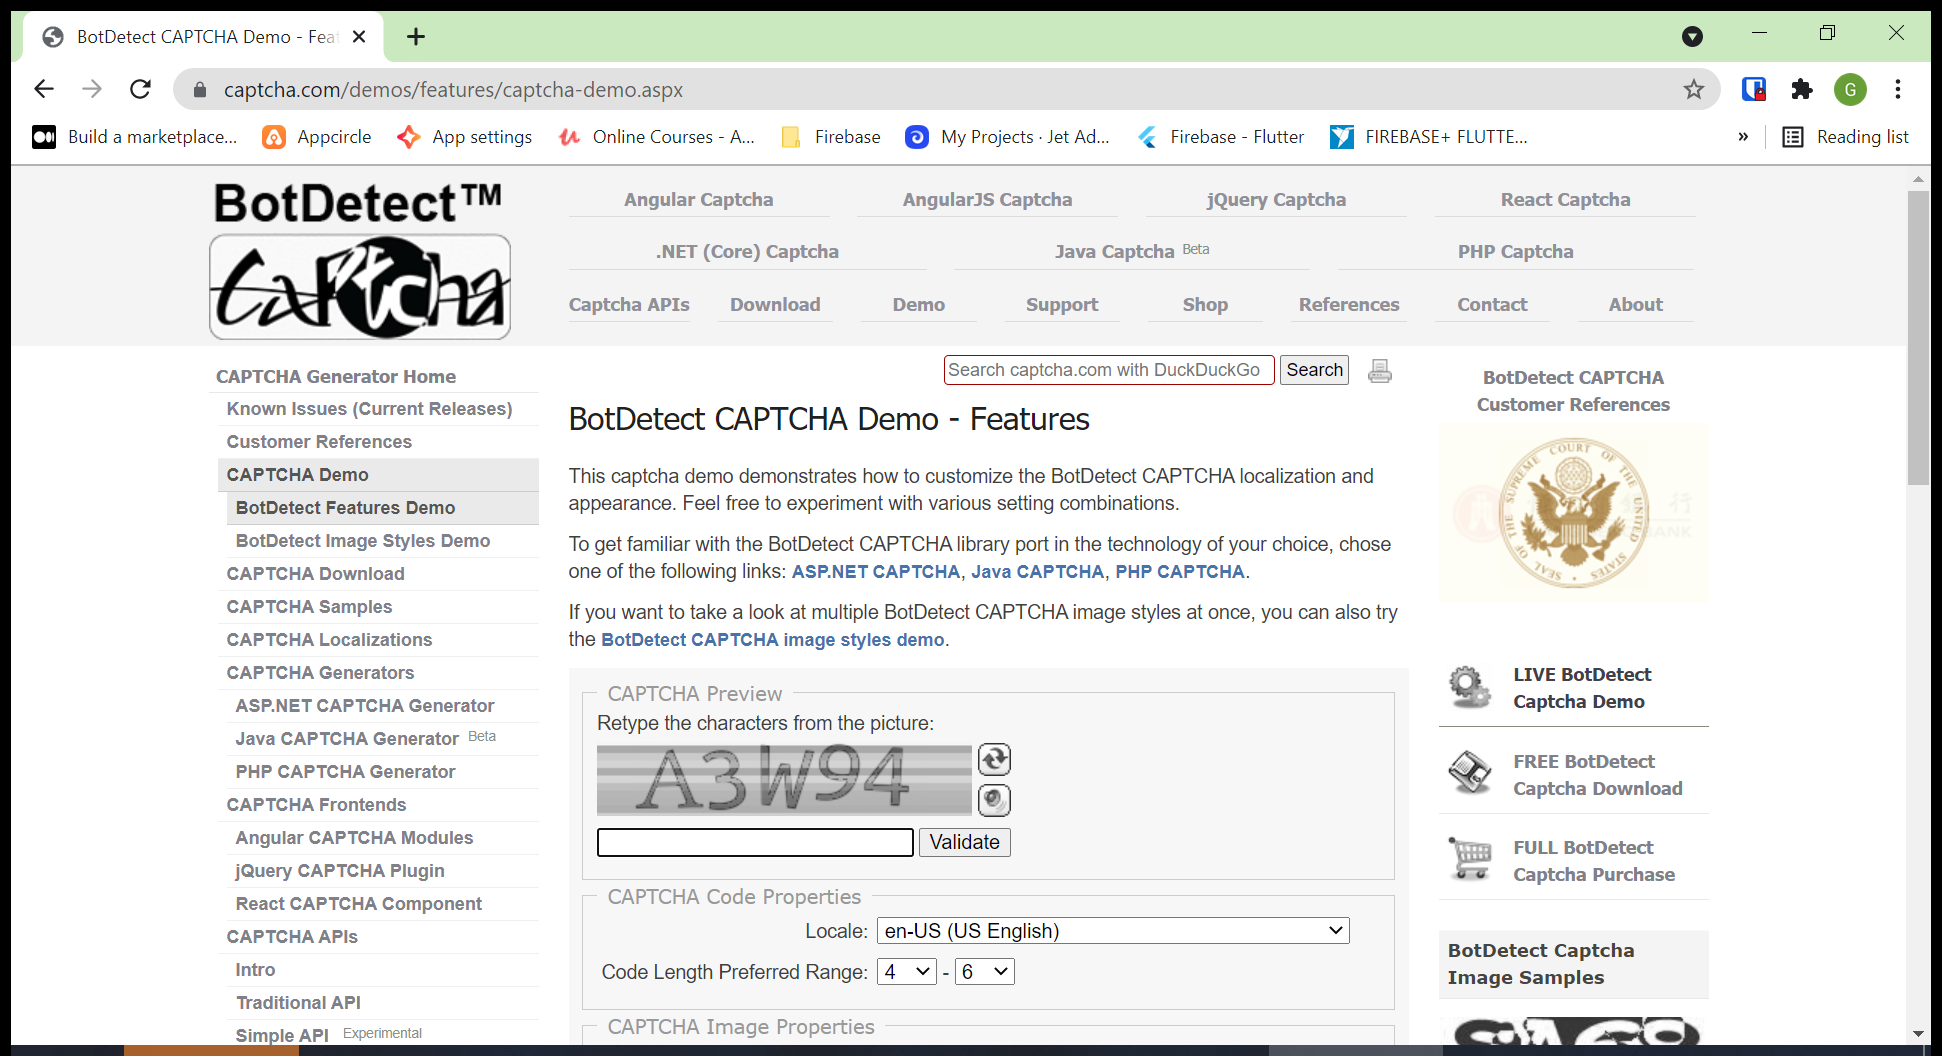 BotDetect CAPTCHA Demo - Fea
captcha.com/demos/features/captcha-demo.aspx
G
Build a marketplace...
Appcircle
App settings
Online Courses - A...
Firebase
My Projects · Jet Ad...
Firebase - Flutter
FIREBASE+ FLUTTE...
»
Reading list
BotDetect™
CaPtcha
Angular Captcha
AngularJS Captcha
jQuery Captcha
React Captcha
.NET (Core) Captcha
Java Captcha Beta
PHP Captcha
Captcha APIs
Download
Demo
Support
Shop
References
Contact
About
CAPTCHA Generator Home
Known Issues (Current Releases)
Customer References
CAPTCHA Demo
BotDetect Features Demo
BotDetect Image Styles Demo
CAPTCHA Download
CAPTCHA Samples
CAPTCHA Localizations
CAPTCHA Generators
ASP.NET CAPTCHA Generator
Java CAPTCHA Generator Beta
PHP CAPTCHA Generator
CAPTCHA Frontends
Angular CAPTCHA Modules
jQuery CAPTCHA Plugin
React CAPTCHA Component
CAPTCHA APIs
Intro
Traditional API
Simple API Experimental
Search captcha.com with DuckDuckGo
Search
BotDetect CAPTCHA Demo - Features
This captcha demo demonstrates how to customize the BotDetect CAPTCHA localization and
appearance. Feel free to experiment with various setting combinations.
To get familiar with the BotDetect CAPTCHA library port in the technology of your choice, chose
one of the following links: ASP.NET CAPTCHA, Java CAPTCHA, PHP CAPTCHA.
If you want to take a look at multiple BotDetect CAPTCHA image styles at once, you can also try
the BotDetect CAPTCHA image styles demo.
CAPTCHA Preview
Retype the characters from the picture:
A3W94
Validate
CAPTCHA Code Properties
Locale: en-US (US English)
Code Length Preferred Range: 4 - 6
CAPTCHA Image Properties
BotDetect CAPTCHA
Customer References
SEAL OF THE SUPREME COURT OF THE UNITED STATES
LIVE BotDetect
Captcha Demo
FREE BotDetect
Captcha Download
FULL BotDetect
Captcha Purchase
BotDetect Captcha
Image Samples